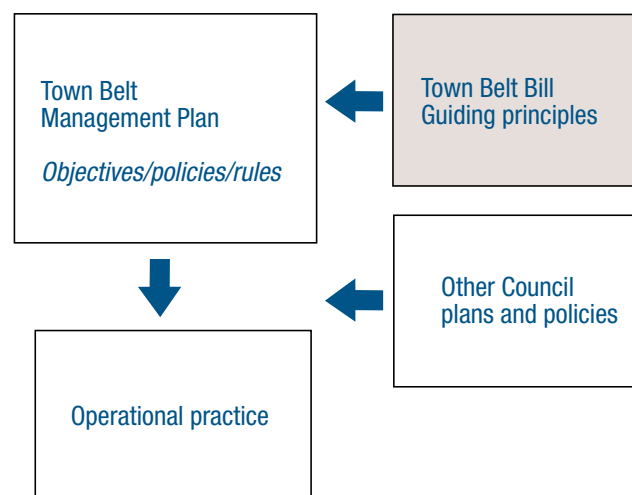 Town Belt
Management Plan
Objectives/policies/rules
Town Belt Bill
Guiding principles
Other Council
plans and policies
Operational practice